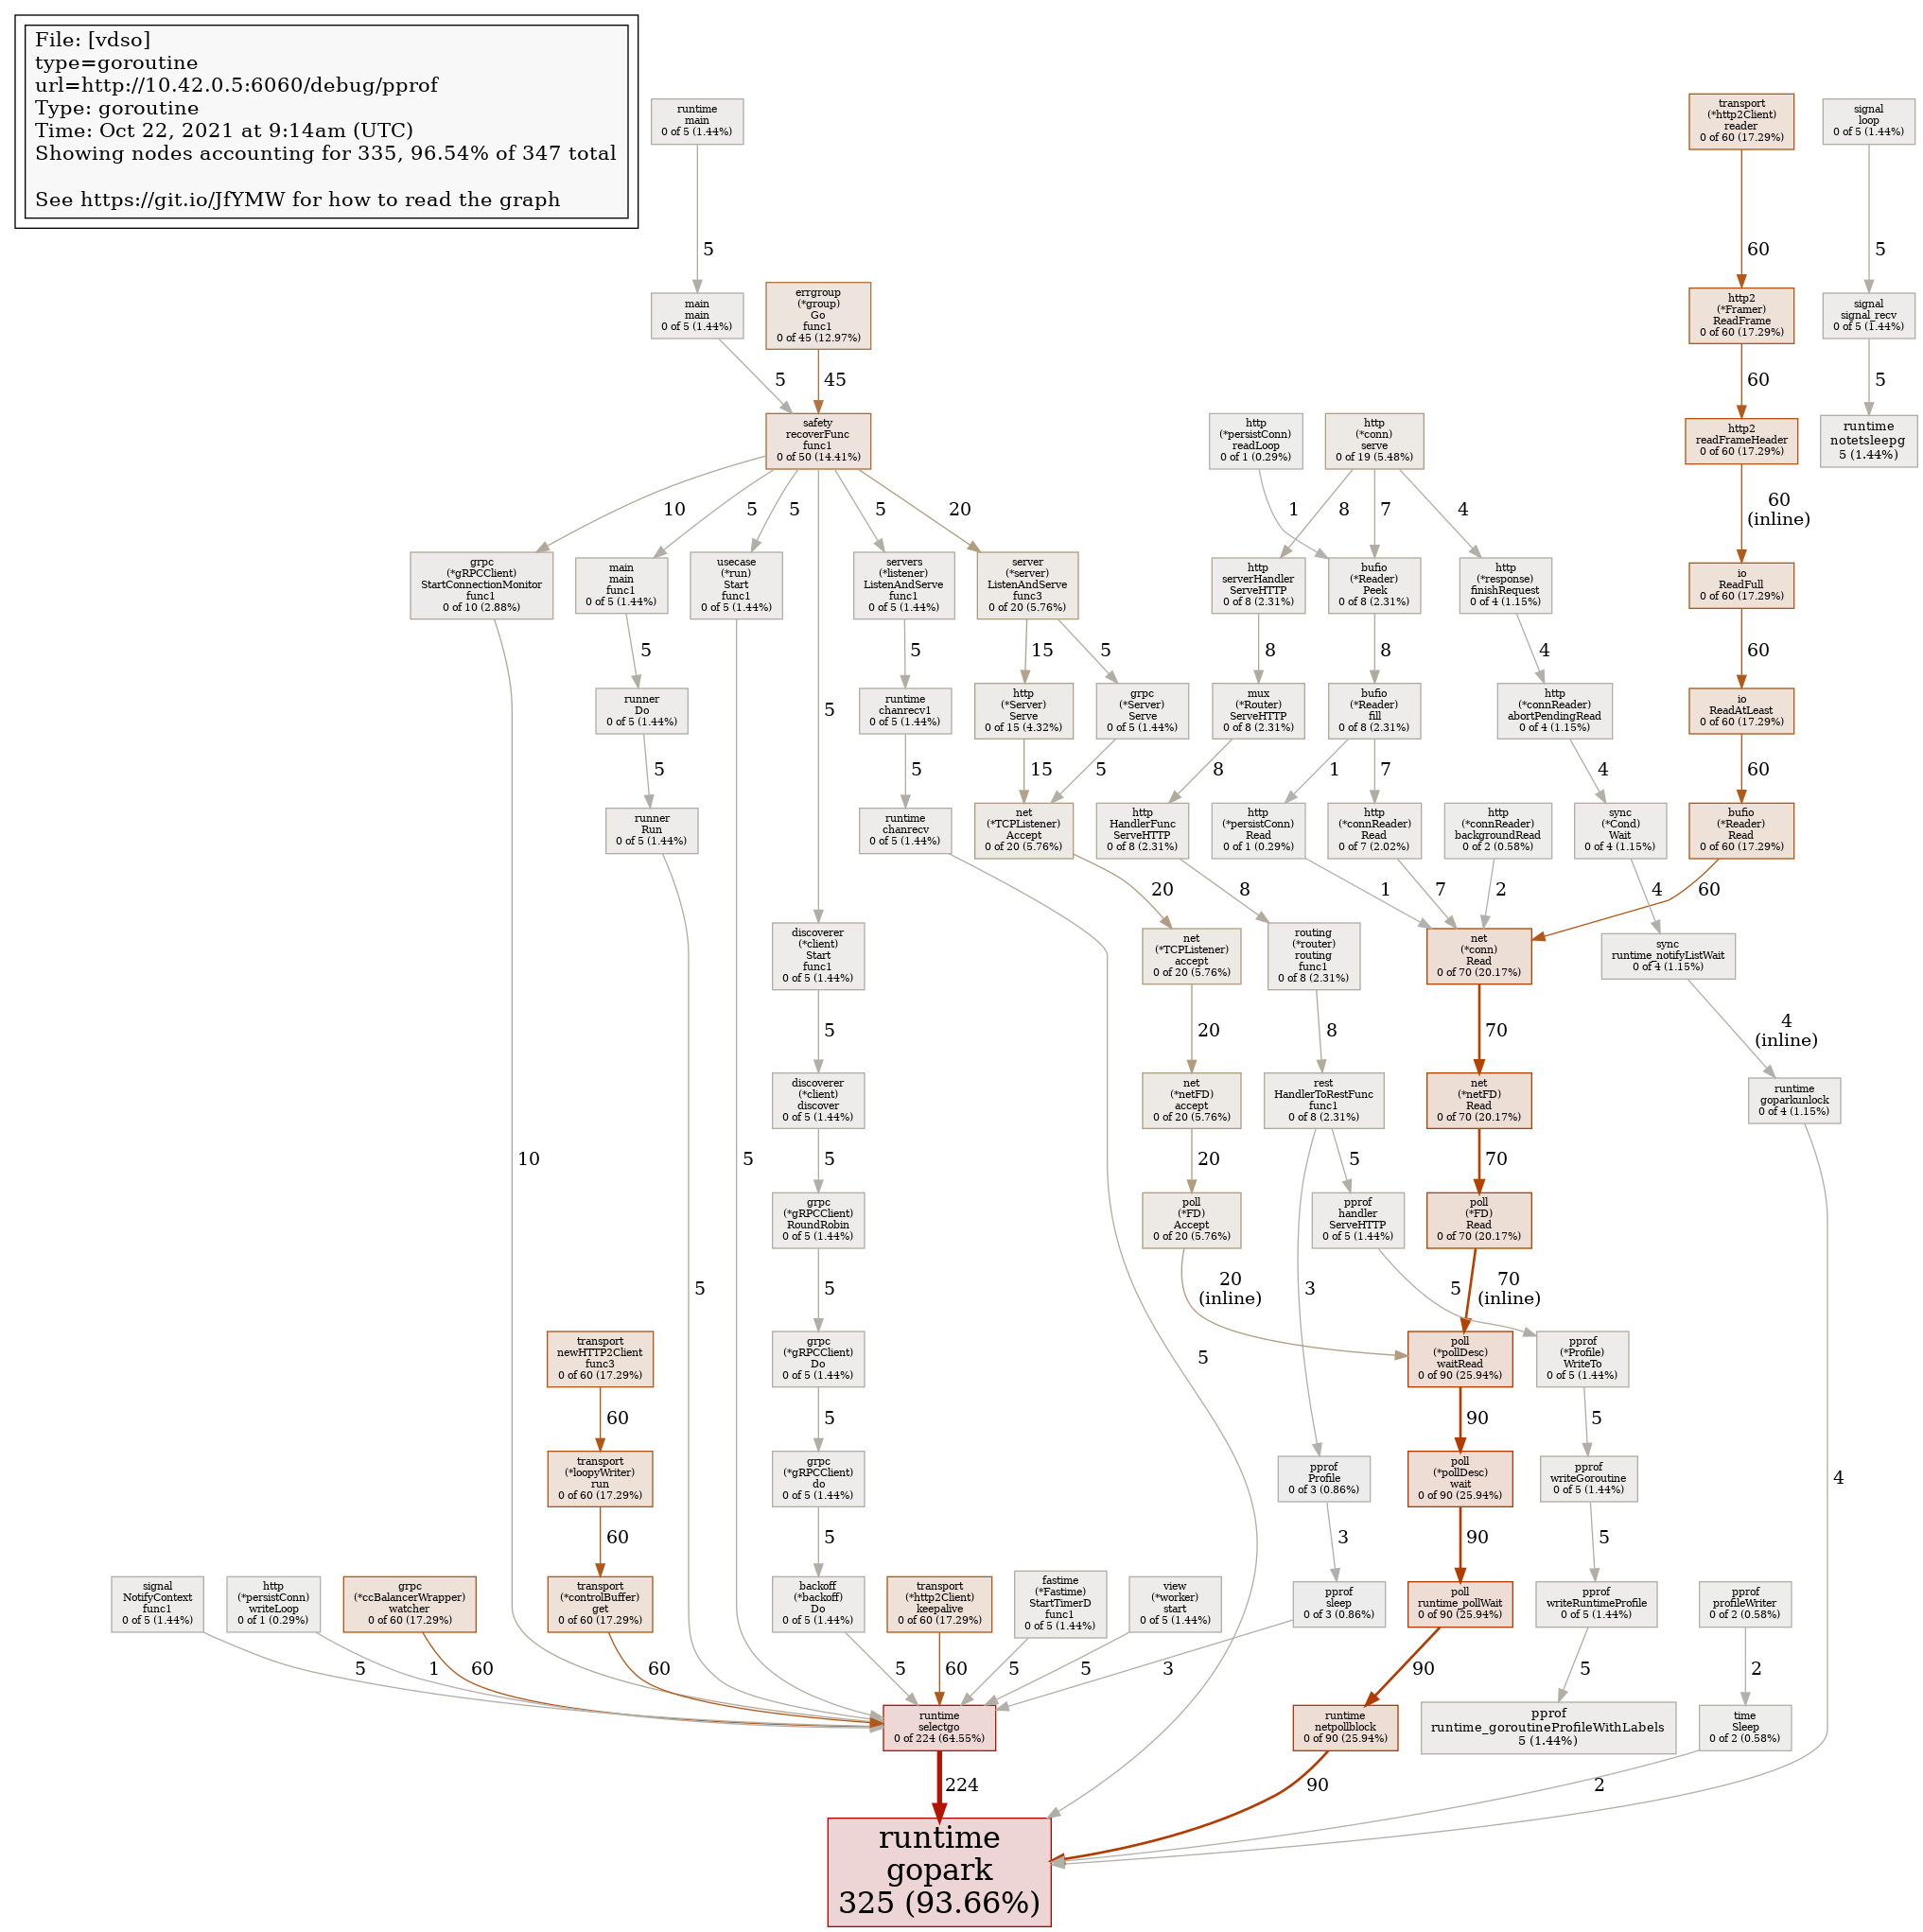 File: [vdso]
type=goroutine
url=http://10.42.0.5:6060/debug/pprof
Type: goroutine
Time: Oct 22, 2021 at 9:14am (UTC)
Showing nodes accounting for 335, 96.54% of 347 total
See https://git.io/JfYMW for how to read the graph
runtime
main
0 of 5 (1.44%)
transport
(*http2Client)
reader
0 of 60 (17.29%)
signal
loop
0 of 5 (1.44%)
5
60
5
main
main
0 of 5 (1.44%)
errgroup
(*group)
Go
func1
0 of 45 (12.97%)
http2
(*Framer)
ReadFrame
0 of 60 (17.29%)
signal
signal_recv
0 of 5 (1.44%)
5
45
60
5
safety
recoverFunc
func1
0 of 50 (14.41%)
http
(*persistConn)
readLoop
0 of 1 (0.29%)
http
(*conn)
serve
0 of 19 (5.48%)
http2
readFrameHeader
0 of 60 (17.29%)
runtime
notetsleepg
5 (1.44%)
10
5
5
5
20
1
8
7
4
60
(inline)
grpc
(*gRPCClient)
StartConnectionMonitor
func1
0 of 10 (2.88%)
main
main
func1
0 of 5 (1.44%)
usecase
(*run)
Start
func1
0 of 5 (1.44%)
servers
(*listener)
ListenAndServe
func1
0 of 5 (1.44%)
server
(*server)
ListenAndServe
func3
0 of 20 (5.76%)
http
serverHandler
ServeHTTP
0 of 8 (2.31%)
bufio
(*Reader)
Peek
0 of 8 (2.31%)
http
(*response)
finishRequest
0 of 4 (1.15%)
io
ReadFull
0 of 60 (17.29%)
5
5
15
5
8
8
4
60
runner
Do
0 of 5 (1.44%)
5
runtime
chanrecv1
0 of 5 (1.44%)
http
(*Server)
Serve
0 of 15 (4.32%)
grpc
(*Server)
Serve
0 of 5 (1.44%)
mux
(*Router)
ServeHTTP
0 of 8 (2.31%)
bufio
(*Reader)
fill
0 of 8 (2.31%)
http
(*connReader)
abortPendingRead
0 of 4 (1.15%)
io
ReadAtLeast
0 of 60 (17.29%)
5
5
15
5
8
1
7
4
60
runner
Run
0 of 5 (1.44%)
runtime
chanrecv
0 of 5 (1.44%)
net
(*TCPListener)
Accept
0 of 20 (5.76%)
http
HandlerFunc
ServeHTTP
0 of 8 (2.31%)
http
(*persistConn)
Read
0 of 1 (0.29%)
http
(*connReader)
Read
0 of 7 (2.02%)
http
(*connReader)
backgroundRead
0 of 2 (0.58%)
sync
(*Cond)
Wait
0 of 4 (1.15%)
bufio
(*Reader)
Read
0 of 60 (17.29%)
20
8
1
7
2
4
60
discoverer
(*client)
Start
func1
0 of 5 (1.44%)
net
(*TCPListener)
accept
0 of 20 (5.76%)
routing
(*router)
routing
func1
0 of 8 (2.31%)
net
(*conn)
Read
0 of 70 (20.17%)
sync
runtime_notifyListWait
0 of 4 (1.15%)
5
20
8
70
4
(inline)
discoverer
(*client)
discover
0 of 5 (1.44%)
net
(*netFD)
accept
0 of 20 (5.76%)
rest
HandlerToRestFunc
func1
0 of 8 (2.31%)
net
(*netFD)
Read
0 of 70 (20.17%)
runtime
goparkunlock
0 of 4 (1.15%)
10
5
5
20
5
70
grpc
(*gRPCClient)
RoundRobin
0 of 5 (1.44%)
poll
(*FD)
Accept
0 of 20 (5.76%)
pprof
handler
ServeHTTP
0 of 5 (1.44%)
poll
(*FD)
Read
0 of 70 (20.17%)
5
5
20
(inline)
3
5
70
(inline)
transport
newHTTP2Client
func3
0 of 60 (17.29%)
grpc
(*gRPCClient)
Do
0 of 5 (1.44%)
5
poll
(*pollDesc)
waitRead
0 of 90 (25.94%)
pprof
(*Profile)
WriteTo
0 of 5 (1.44%)
60
5
90
5
transport
(*loopyWriter)
run
0 of 60 (17.29%)
grpc
(*gRPCClient)
do
0 of 5 (1.44%)
pprof
Profile
0 of 3 (0.86%)
poll
(*pollDesc)
wait
0 of 90 (25.94%)
pprof
writeGoroutine
0 of 5 (1.44%)
4
60
5
3
90
5
signal
NotifyContext
func1
0 of 5 (1.44%)
http
(*persistConn)
writeLoop
0 of 1 (0.29%)
grpc
(*ccBalancerWrapper)
watcher
0 of 60 (17.29%)
transport
(*controlBuffer)
get
0 of 60 (17.29%)
backoff
(*backoff)
Do
0 of 5 (1.44%)
transport
(*http2Client)
keepalive
0 of 60 (17.29%)
fastime
(*Fastime)
StartTimerD
func1
0 of 5 (1.44%)
view
(*worker)
start
0 of 5 (1.44%)
pprof
sleep
0 of 3 (0.86%)
poll
runtime_pollWait
0 of 90 (25.94%)
pprof
writeRuntimeProfile
0 of 5 (1.44%)
pprof
profileWriter
0 of 2 (0.58%)
5
1
60
60
5
60
5
5
3
90
5
2
runtime
selectgo
0 of 224 (64.55%)
runtime
netpollblock
0 of 90 (25.94%)
pprof
runtime_goroutineProfileWithLabels
5 (1.44%)
time
Sleep
0 of 2 (0.58%)
224
90
2
runtime
gopark
325 (93.66%)